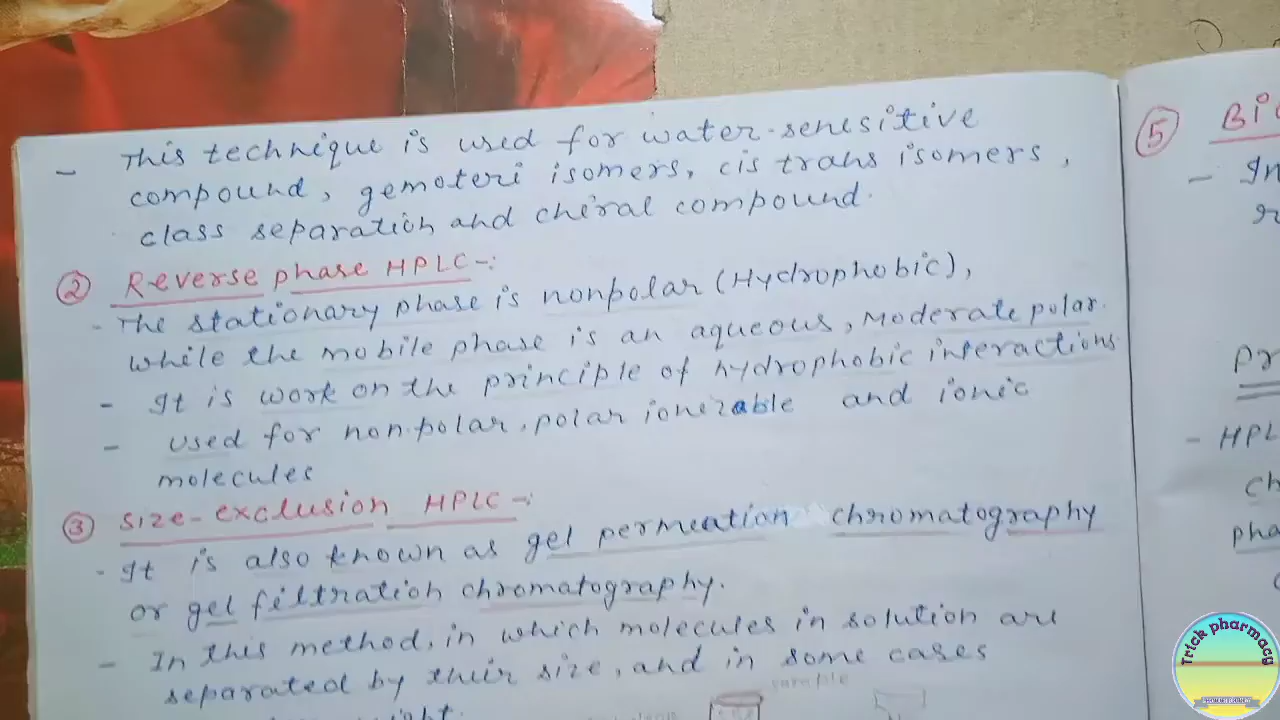 - This technique is used for water-senesitive
compound, gemoteri isomers, cis trans isomers,
class separation and chiral compound.
② Reverse phase HPLC-:
- The stationary phase is nonpolar (Hydrophobic),
while the mobile phase is an aqueous, Moderate polar.
- It is work on the principle of hydrophobic interactions
- used for non-polar, polar ionizable and ionic
molecules
③ Size-exclusion HPLC-:
- It is also known as gel permeation chromatography
or gel filtration chromatography.
- In this method, in which molecules in solution are
separated by their size, and in some cases
sample
⑤ Bi
- In
Pr
- HPL
Ch
pha
Trick pharmacy